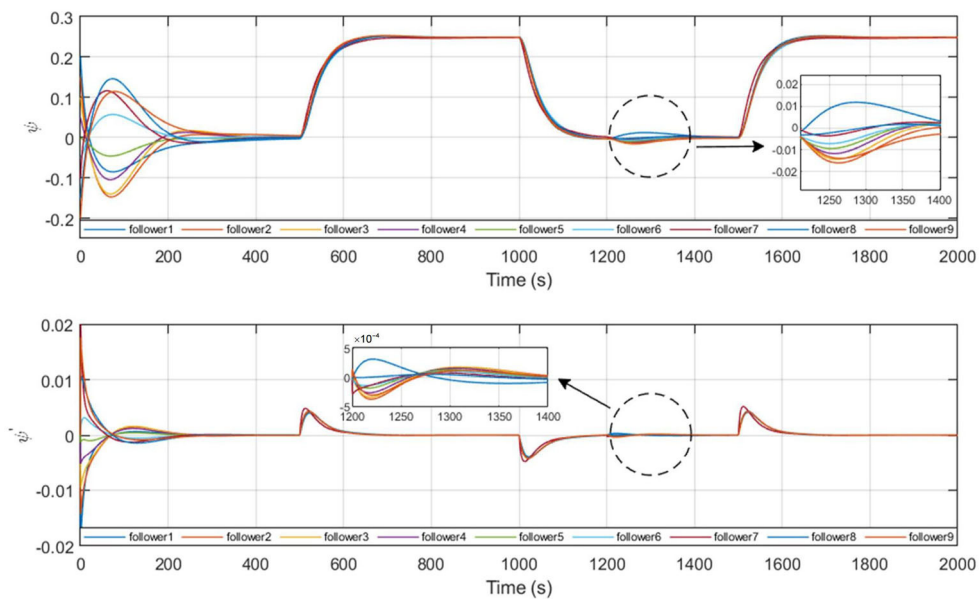 0.3
0.2
0.1
0
-0.1
-0.2
ψ
0.02
0.01
0
-0.01
-0.02
1250 1300 1350 1400
follower1 follower2 follower3 follower4 follower5 follower6 follower7 follower8 follower9
0 200 400 600 800 1000 1200 1400 1600 1800 2000
Time (s)
0.02
0.01
0
-0.01
-0.02
ψ'
×10⁻⁴
5
0
-5
1200 1250 1300 1350 1400
follower1 follower2 follower3 follower4 follower5 follower6 follower7 follower8 follower9
0 200 400 600 800 1000 1200 1400 1600 1800 2000
Time (s)